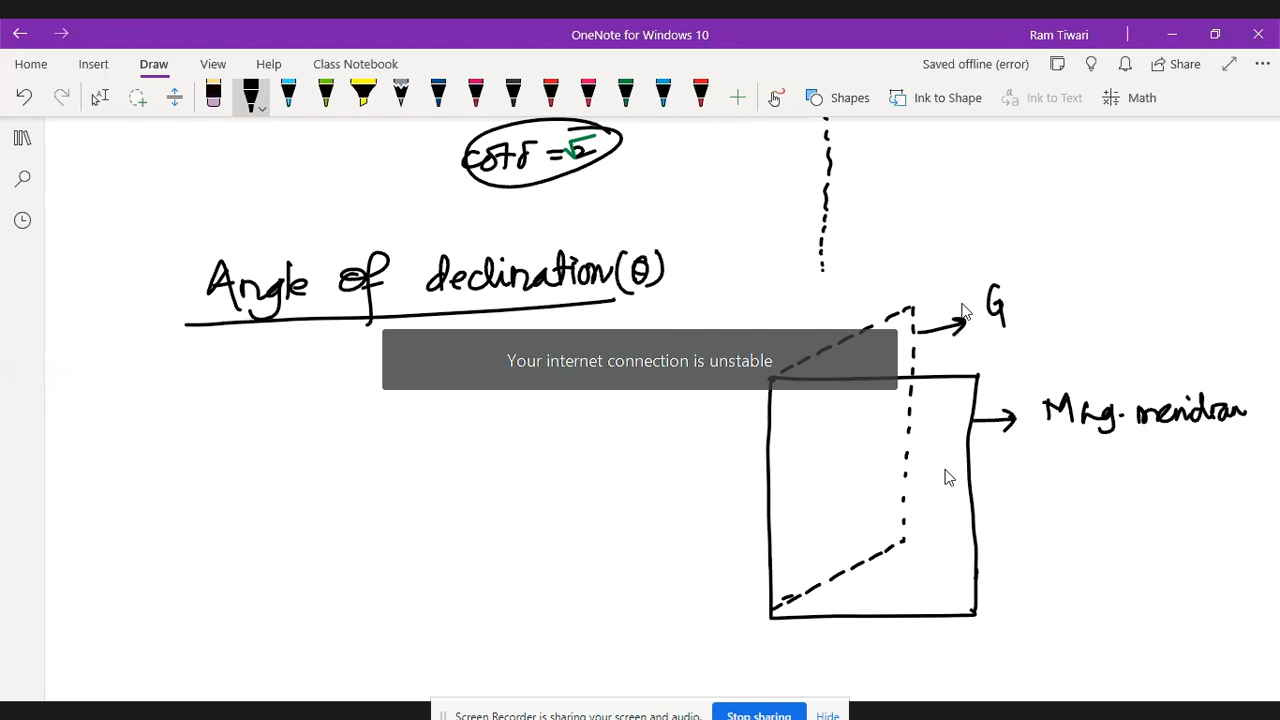 OneNote for Windows 10
Ram Tiwari
Home Insert Draw View Help Class Notebook
Saved offline (error)
Share
Shapes
Ink to Shape
Ink to Text
Math
cot δ = √2
Angle of declination (θ)
G
Your internet connection is unstable
Mag. meridian
Screen Recorder is sharing your screen and audio.
Stop sharing
Hide